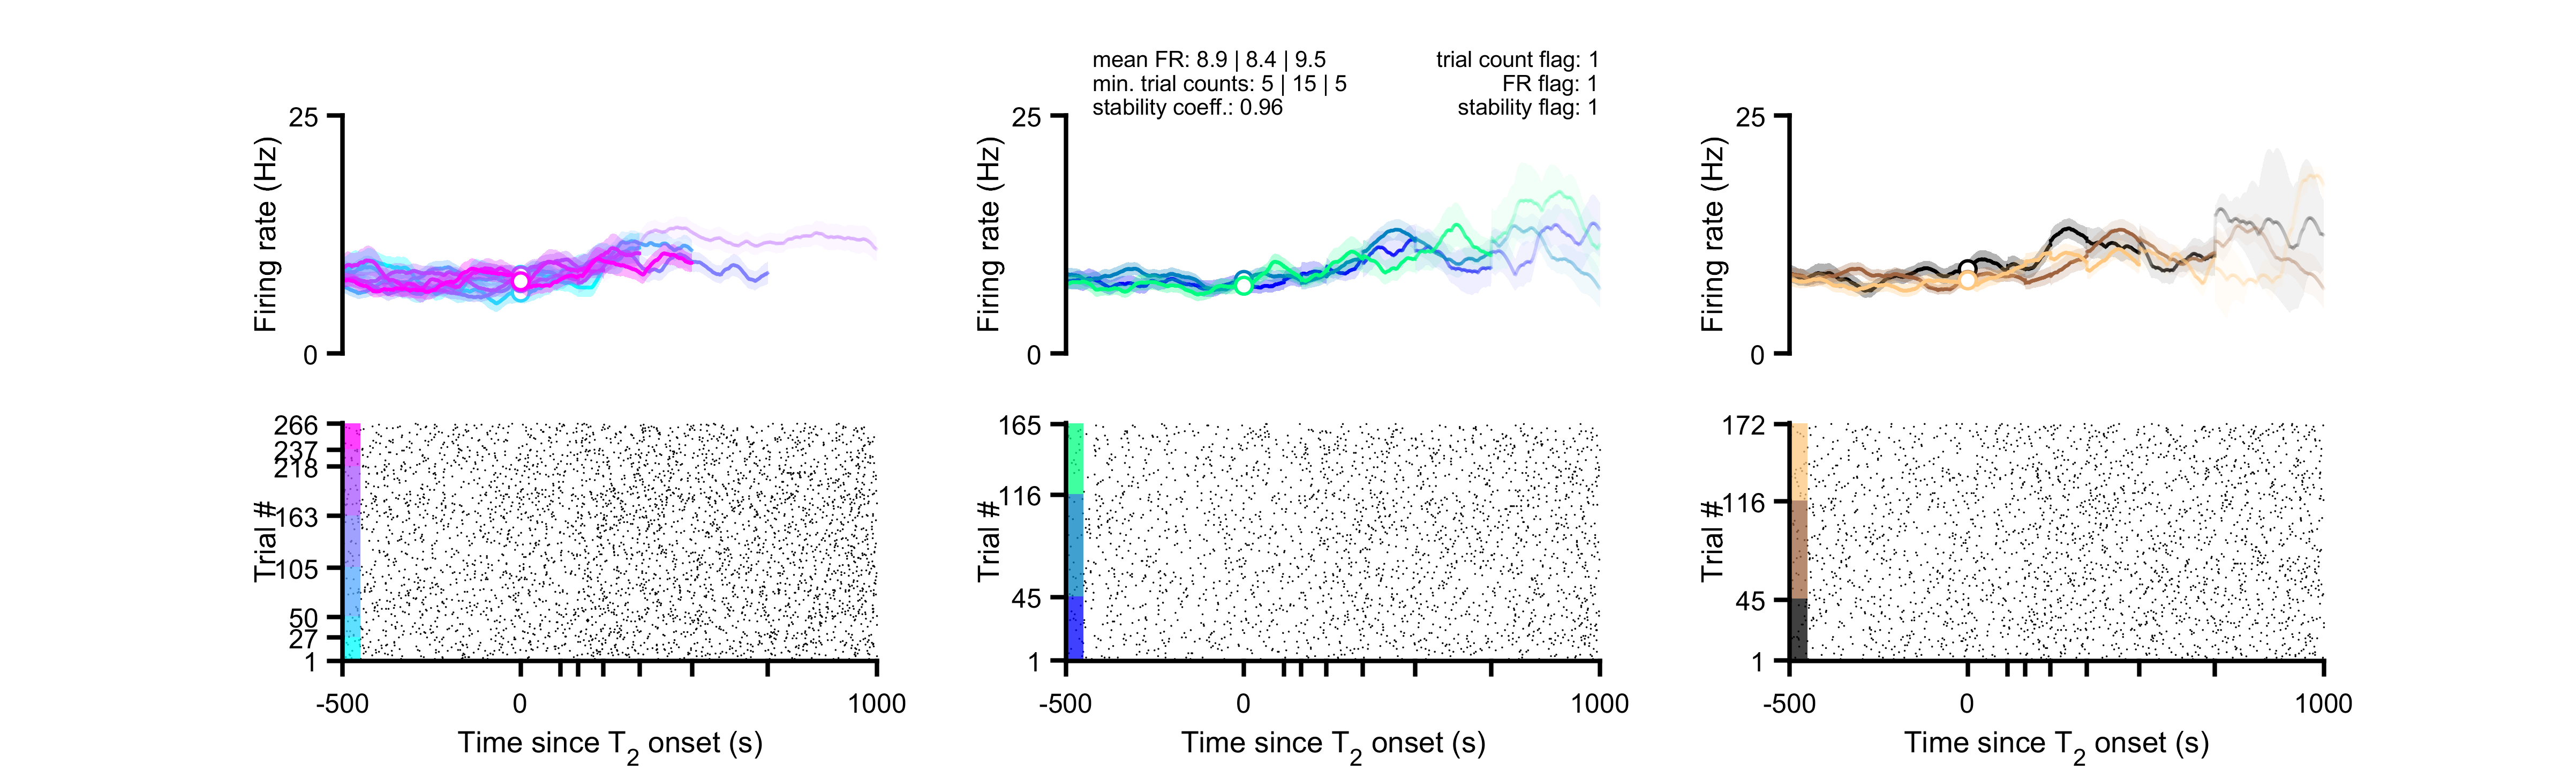 mean FR: 8.9 | 8.4 | 9.5
min. trial counts: 5 | 15 | 5
stability coeff.: 0.96
trial count flag: 1
FR flag: 1
stability flag: 1
Firing rate (Hz)
25
0
Firing rate (Hz)
25
0
Firing rate (Hz)
25
0
Trial #
266
237
218
163
105
50
27
1
-500
0
1000
Time since T2 onset (s)
Trial #
165
116
45
1
-500
0
1000
Time since T2 onset (s)
Trial #
172
116
45
1
-500
0
1000
Time since T2 onset (s)